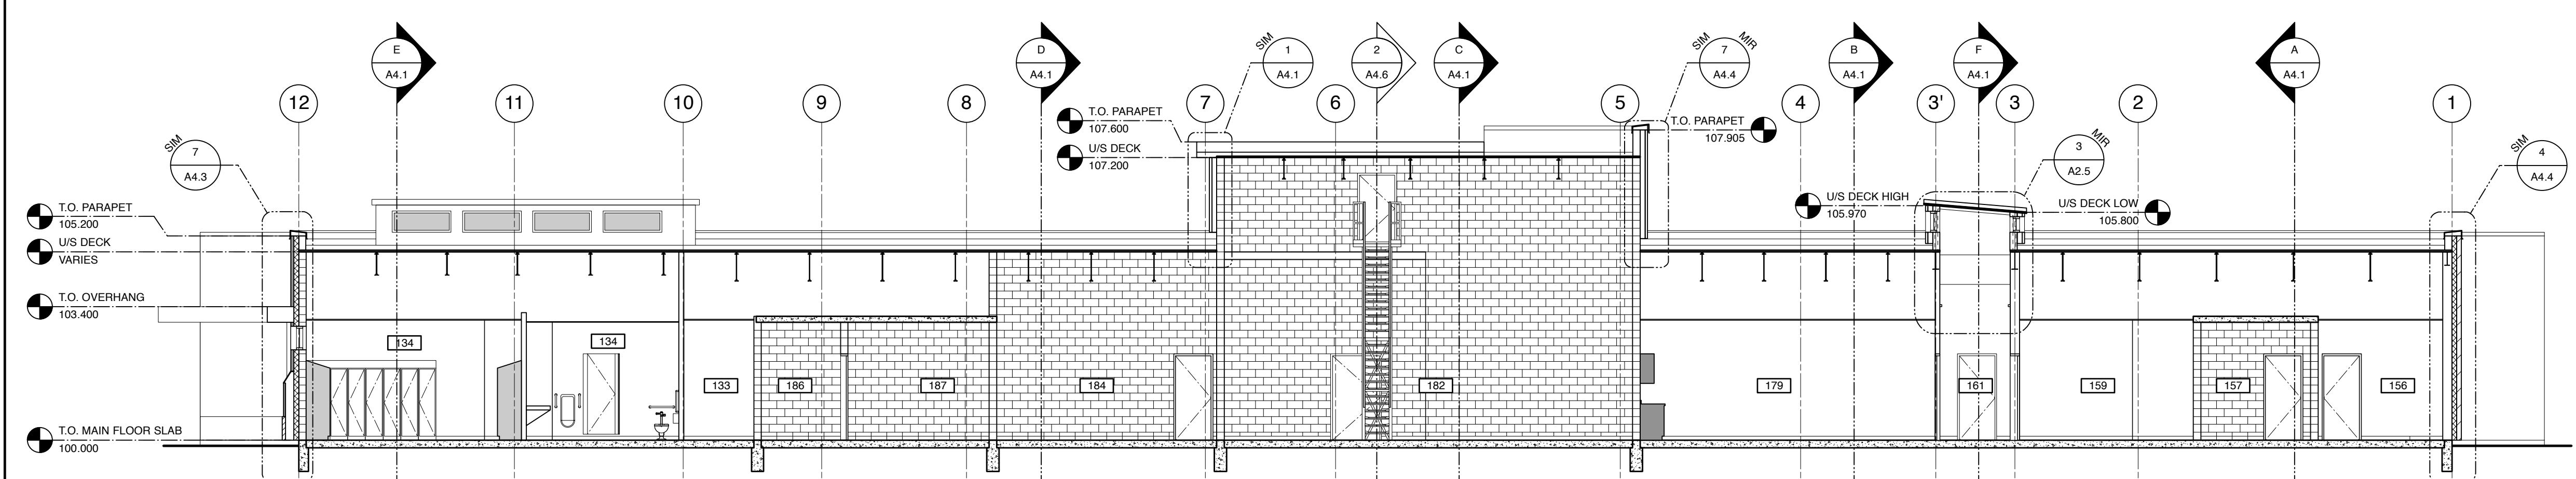 E
A4.1
D
A4.1
SIM
1
A4.1
2
A4.6
C
A4.1
SIM
7
MIR
A4.4
B
A4.1
F
A4.1
A
A4.1
12
11
10
9
8
7
6
5
4
3'
3
2
1
T.O. PARAPET
107.600
U/S DECK
107.200
T.O. PARAPET
107.905
SIM
7
A4.3
3
MIR
A2.5
SIM
4
A4.4
T.O. PARAPET
105.200
U/S DECK
VARIES
U/S DECK HIGH
105.970
U/S DECK LOW
105.800
T.O. OVERHANG
103.400
134
134
133
186
187
184
182
179
161
159
157
156
T.O. MAIN FLOOR SLAB
100.000